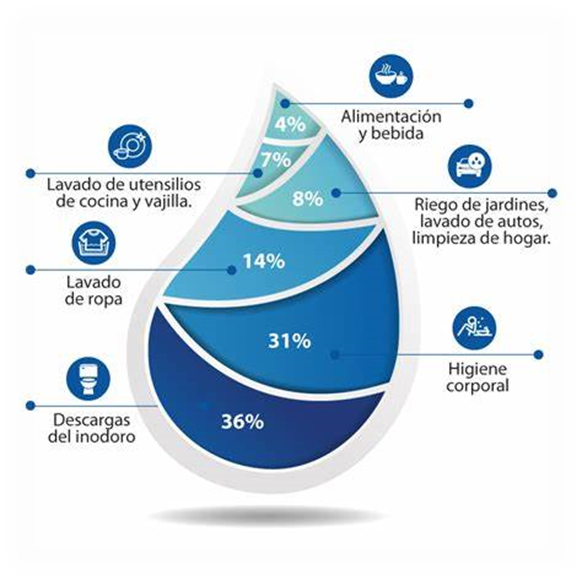 4%
Alimentación
y bebida
7%
Lavado de utensilios
de cocina y vajilla.
8%
Riego de jardines,
lavado de autos,
limpieza de hogar.
14%
Lavado
de ropa
31%
Higiene
corporal
36%
Descargas
del inodoro